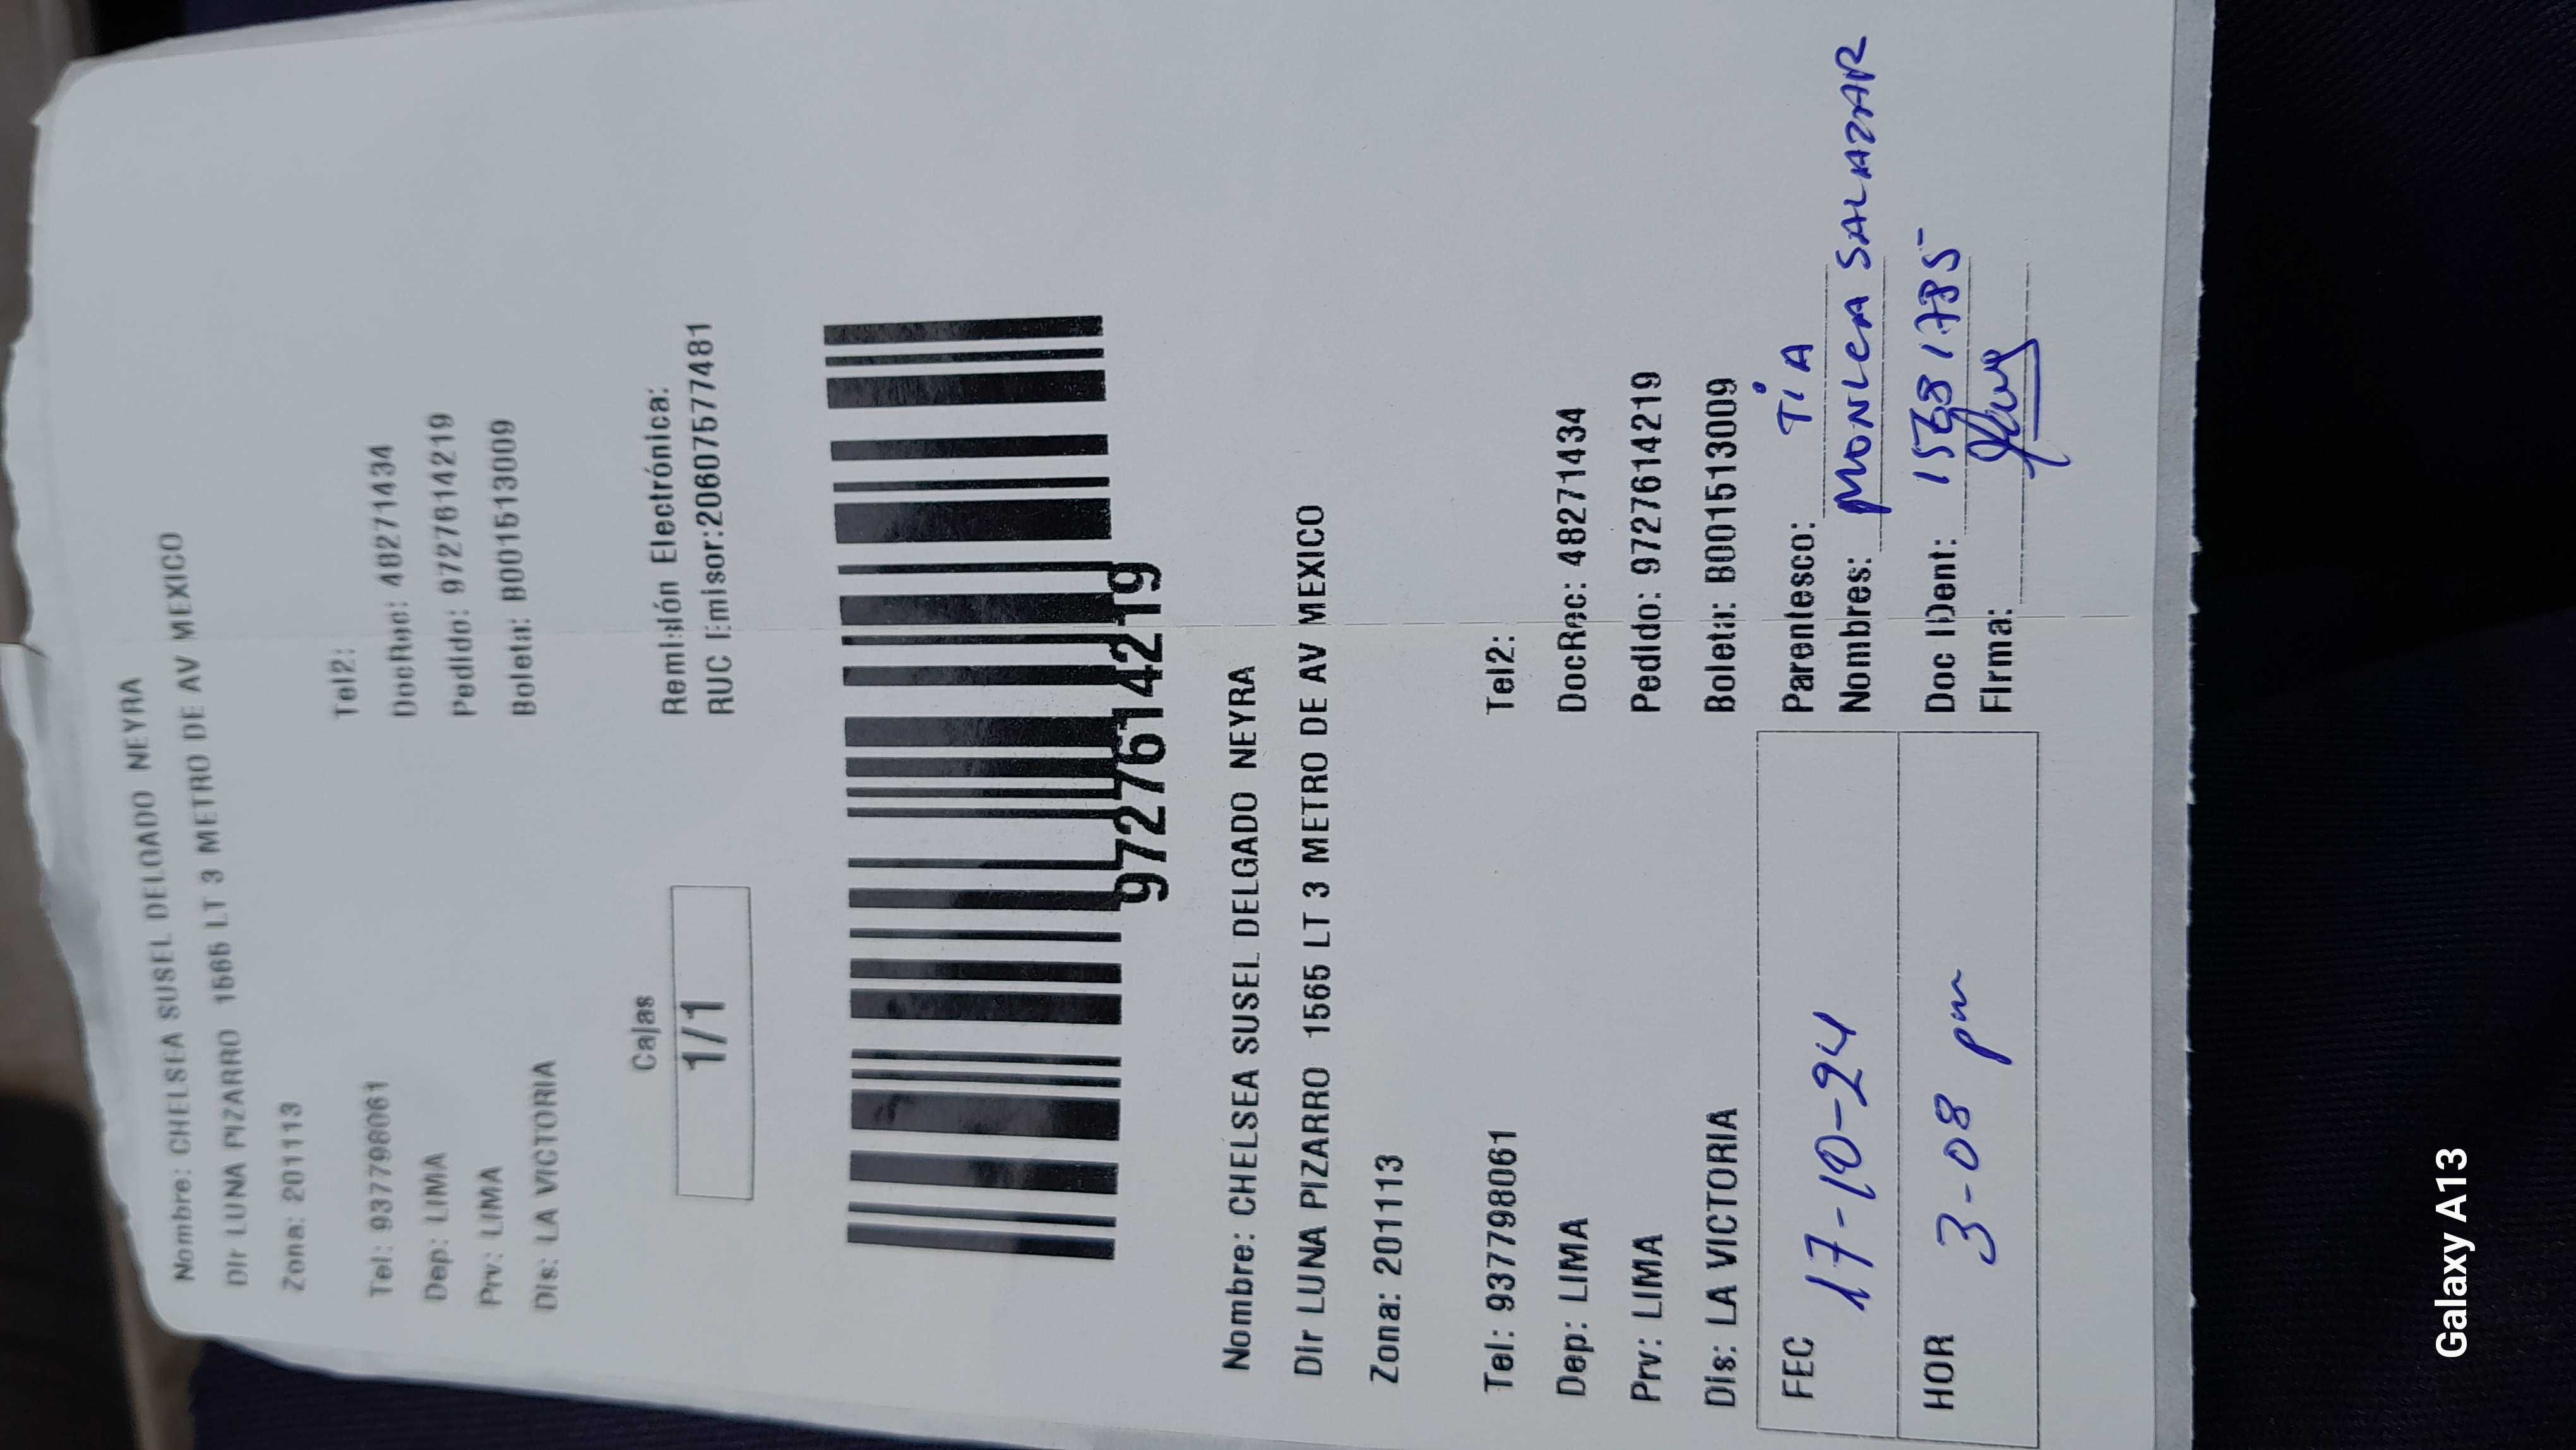 Nombre: CHELSEA SUSEL DELGADO NEYRA
Dir LUNA PIZARRO 1565 LT 3 METRO DE AV MEXICO
Zona: 201113
Tel: 937798061 Tel2:
Dep: LIMA DocRec: 48271434
Prv: LIMA Pedido: 972761 4219
Dis: LA VICTORIA Boleta: B001513009
Cajas Remisión Electrónica:
1/1 RUC Emisor:20607577481
9727614219
Nombre: CHELSEA SUSEL DELGADO NEYRA
Dir LUNA PIZARRO 1565 LT 3 METRO DE AV MEXICO
Zona: 201113
Tel: 937798061 Tel2:
Dep: LIMA DocRec: 48271434
Prv: LIMA Pedido: 9727614219
Dis: LA VICTORIA Boleta: B001513009
FEC 17-10-24 Parentesco: TIA
Nombres: MONICA SALAZAR
HOR 3-08 pm Doc IDent:
Firma:
Galaxy A13